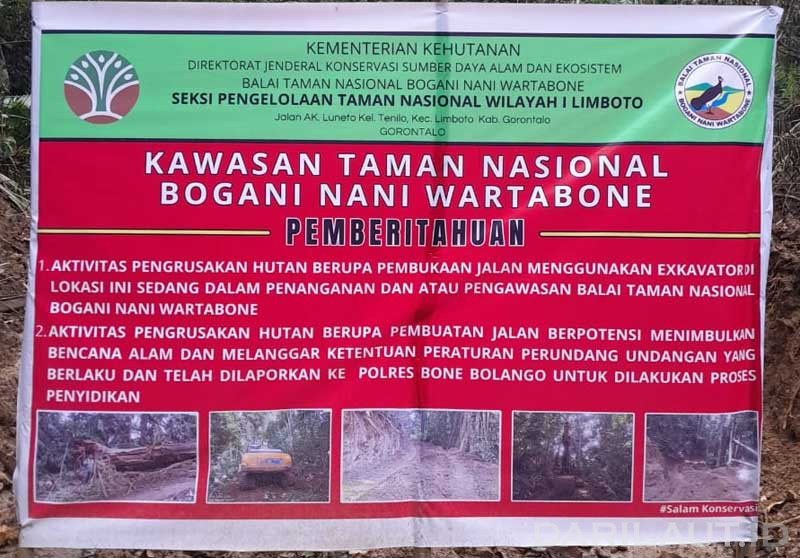 KEMENTERIAN KEHUTANAN
DIREKTORAT JENDERAL KONSERVASI SUMBER DAYA ALAM DAN EKOSISTEM
BALAI TAMAN NASIONAL BOGANI NANI WARTABONE
SEKSI PENGELOLAAN TAMAN NASIONAL WILAYAH I LIMBOTO
Jalan AK. Luneto Kel. Tenilo, Kec. Limboto Kab. Gorontalo
GORONTALO
BALAI TAMAN NASIONAL
BOGANI NANI WARTABONE
KAWASAN TAMAN NASIONAL
BOGANI NANI WARTABONE
PEMBERITAHUAN
1. AKTIVITAS PENGRUSAKAN HUTAN BERUPA PEMBUKAAN JALAN MENGGUNAKAN EXKAVATOR DI
LOKASI INI SEDANG DALAM PENANGANAN DAN ATAU PENGAWASAN BALAI TAMAN NASIONAL
BOGANI NANI WARTABONE
2. AKTIVITAS PENGRUSAKAN HUTAN BERUPA PEMBUATAN JALAN BERPOTENSI MENIMBULKAN
BENCANA ALAM DAN MELANGGAR KETENTUAN PERATURAN PERUNDANG UNDANGAN YANG
BERLAKU DAN TELAH DILAPORKAN KE POLRES BONE BOLANGO UNTUK DILAKUKAN PROSES
PENYIDIKAN
#Salam Konservasi
DARILAUT.ID